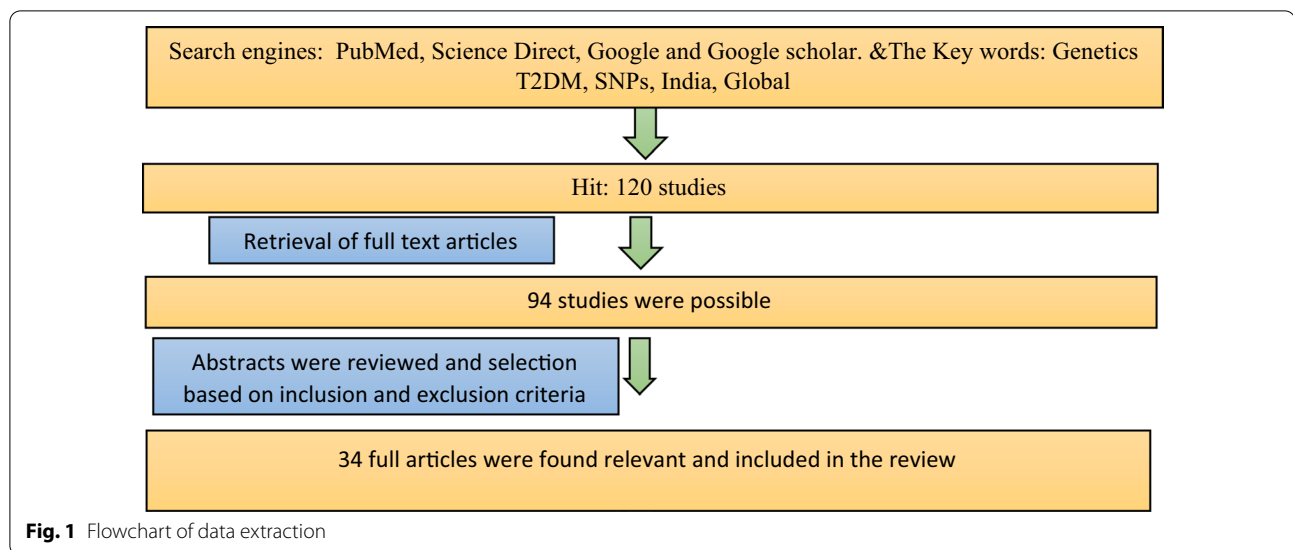 Search engines:  PubMed, Science Direct, Google and Google scholar. &The Key words: Genetics
T2DM, SNPs, India, Global
Hit: 120 studies
Retrieval of full text articles
94 studies were possible
Abstracts were reviewed and selection
based on inclusion and exclusion criteria
34 full articles were found relevant and included in the review
Fig. 1 Flowchart of data extraction